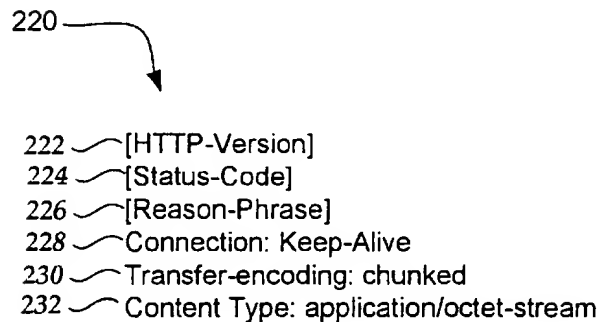 220
222 [HTTP-Version]
224 [Status-Code]
226 [Reason-Phrase]
228 Connection: Keep-Alive
230 Transfer-encoding: chunked
232 Content Type: application/octet-stream